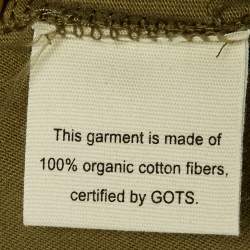 This garment is made of
100% organic cotton fibers,
certified by GOTS.